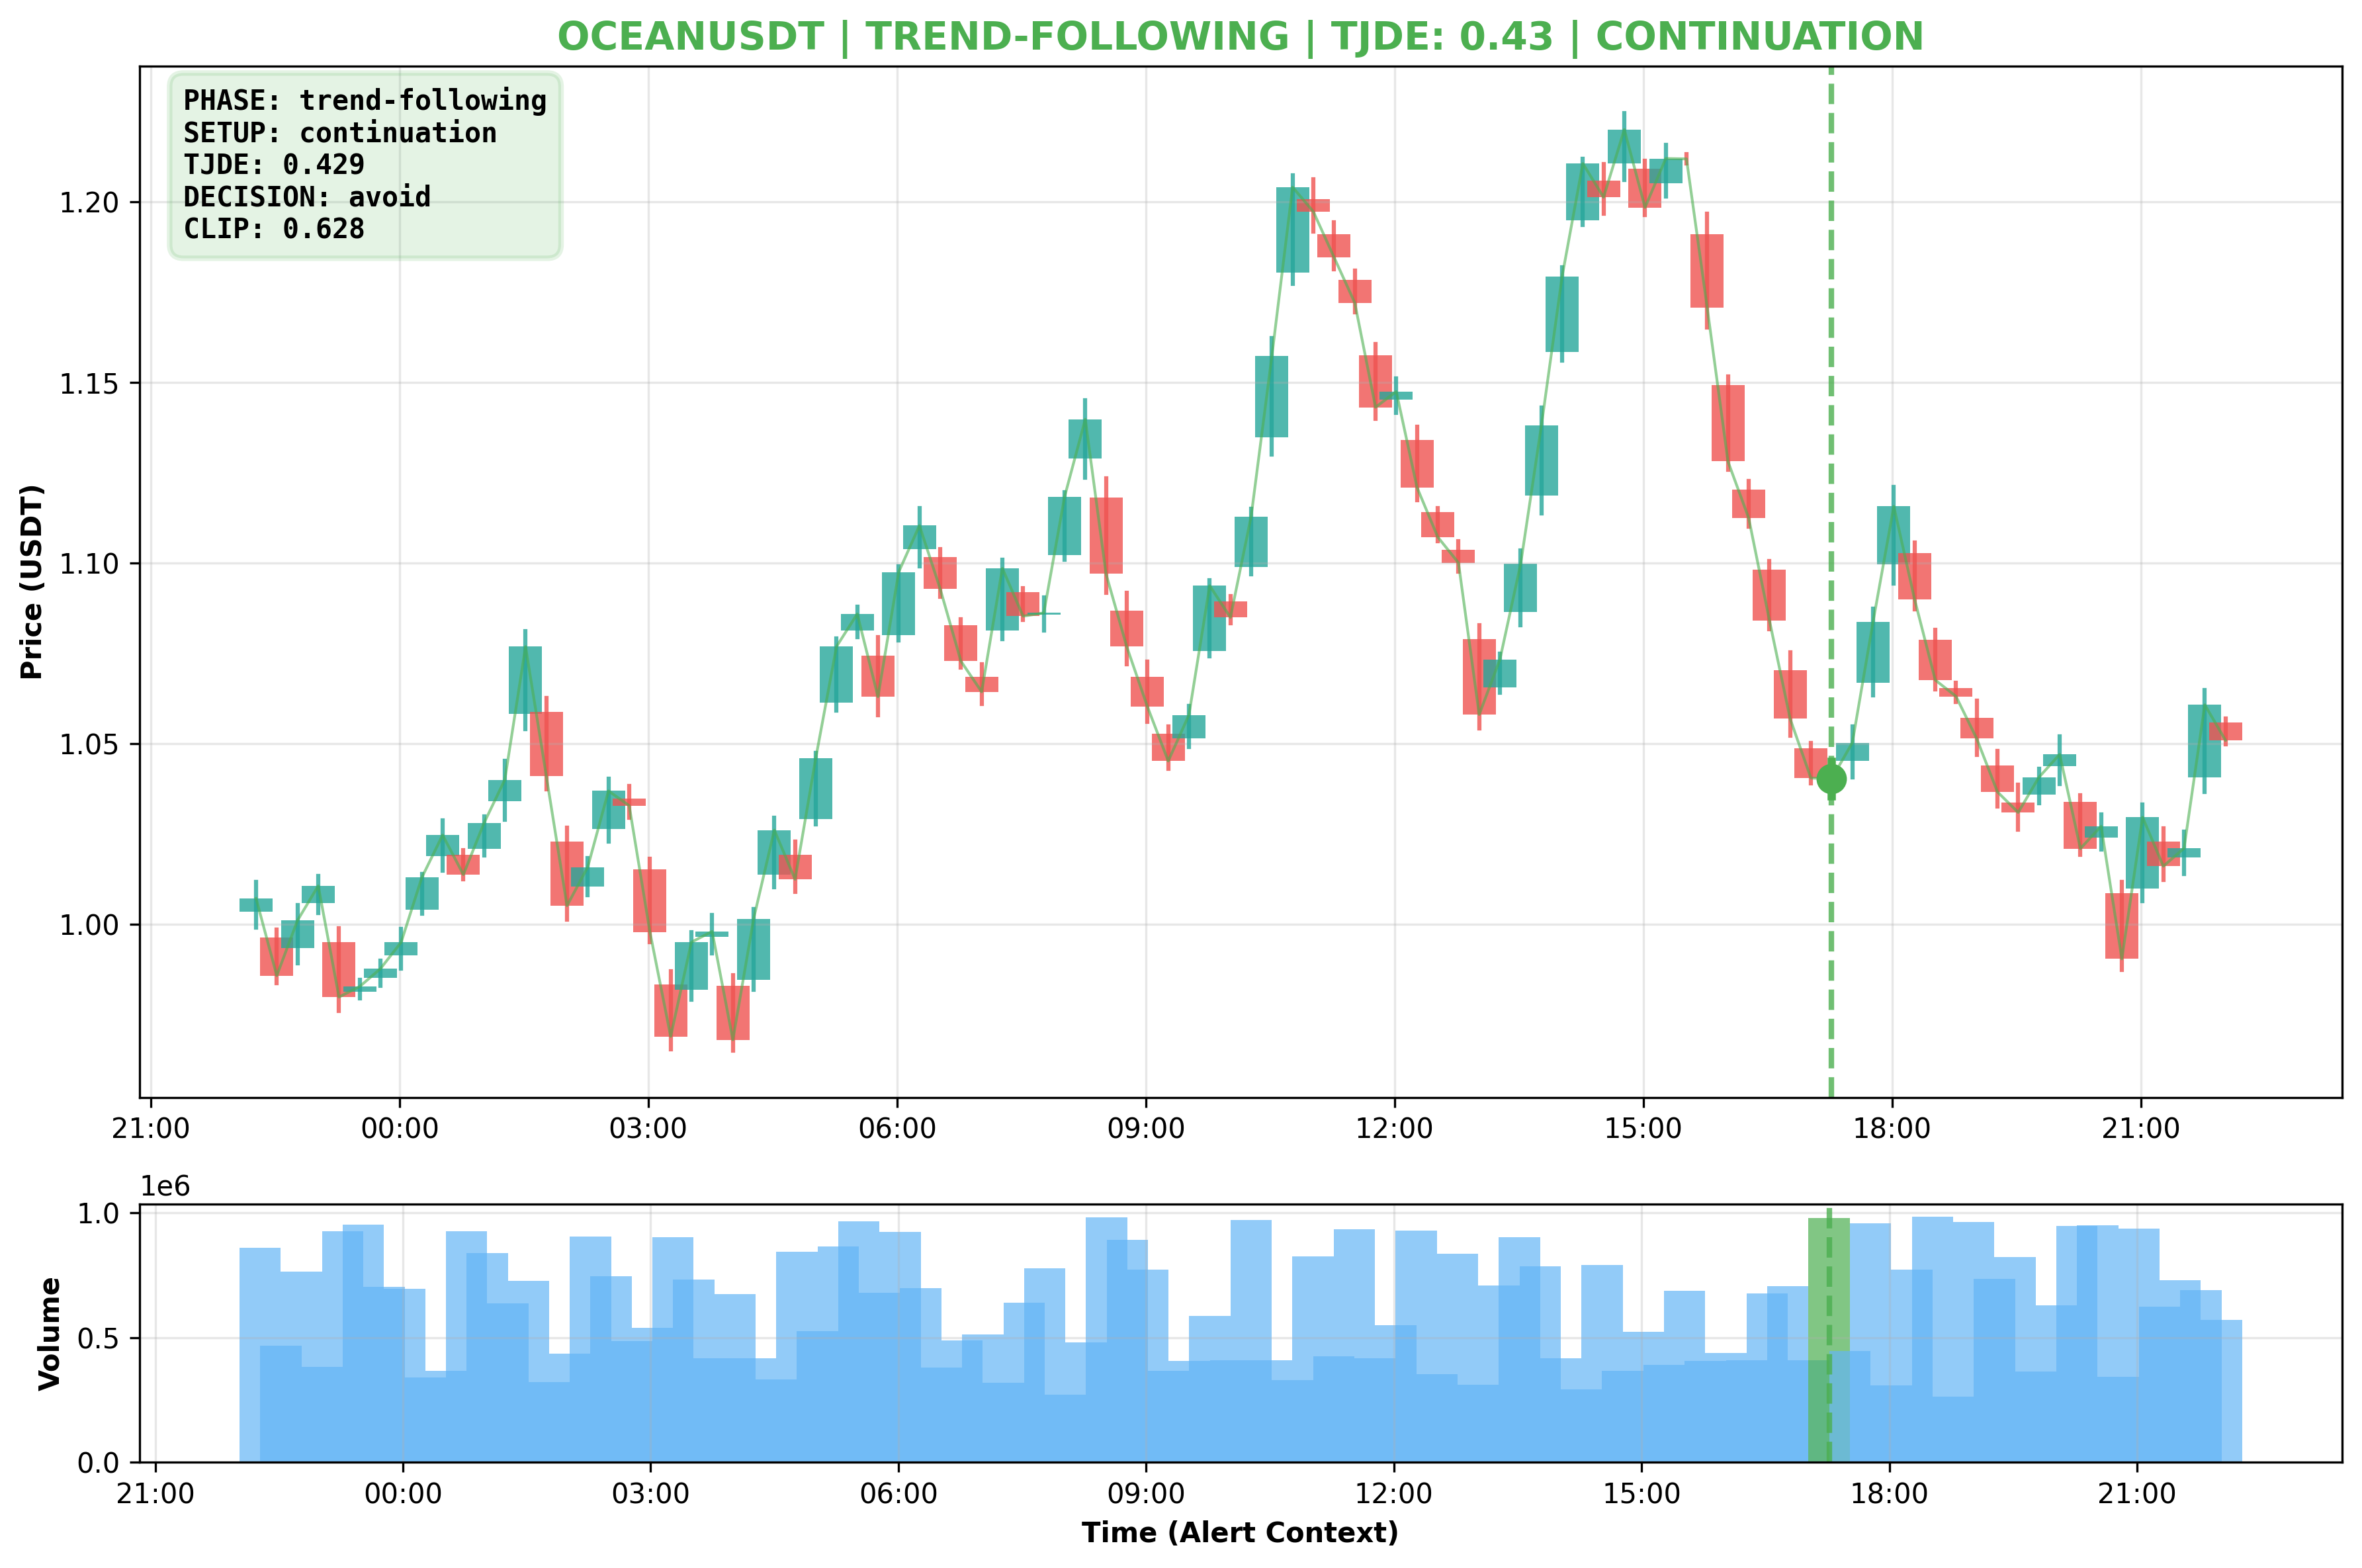 OCEANUSDT | TREND-FOLLOWING | TJDE: 0.43 | CONTINUATION
PHASE: trend-following
SETUP: continuation
TJDE: 0.429
DECISION: avoid
CLIP: 0.628
Price (USDT)
1.20
1.15
1.10
1.05
1.00
21:00 00:00 03:00 06:00 09:00 12:00 15:00 18:00 21:00
1e6
Volume
1.0
0.5
0.0
21:00 00:00 03:00 06:00 09:00 12:00 15:00 18:00 21:00
Time (Alert Context)